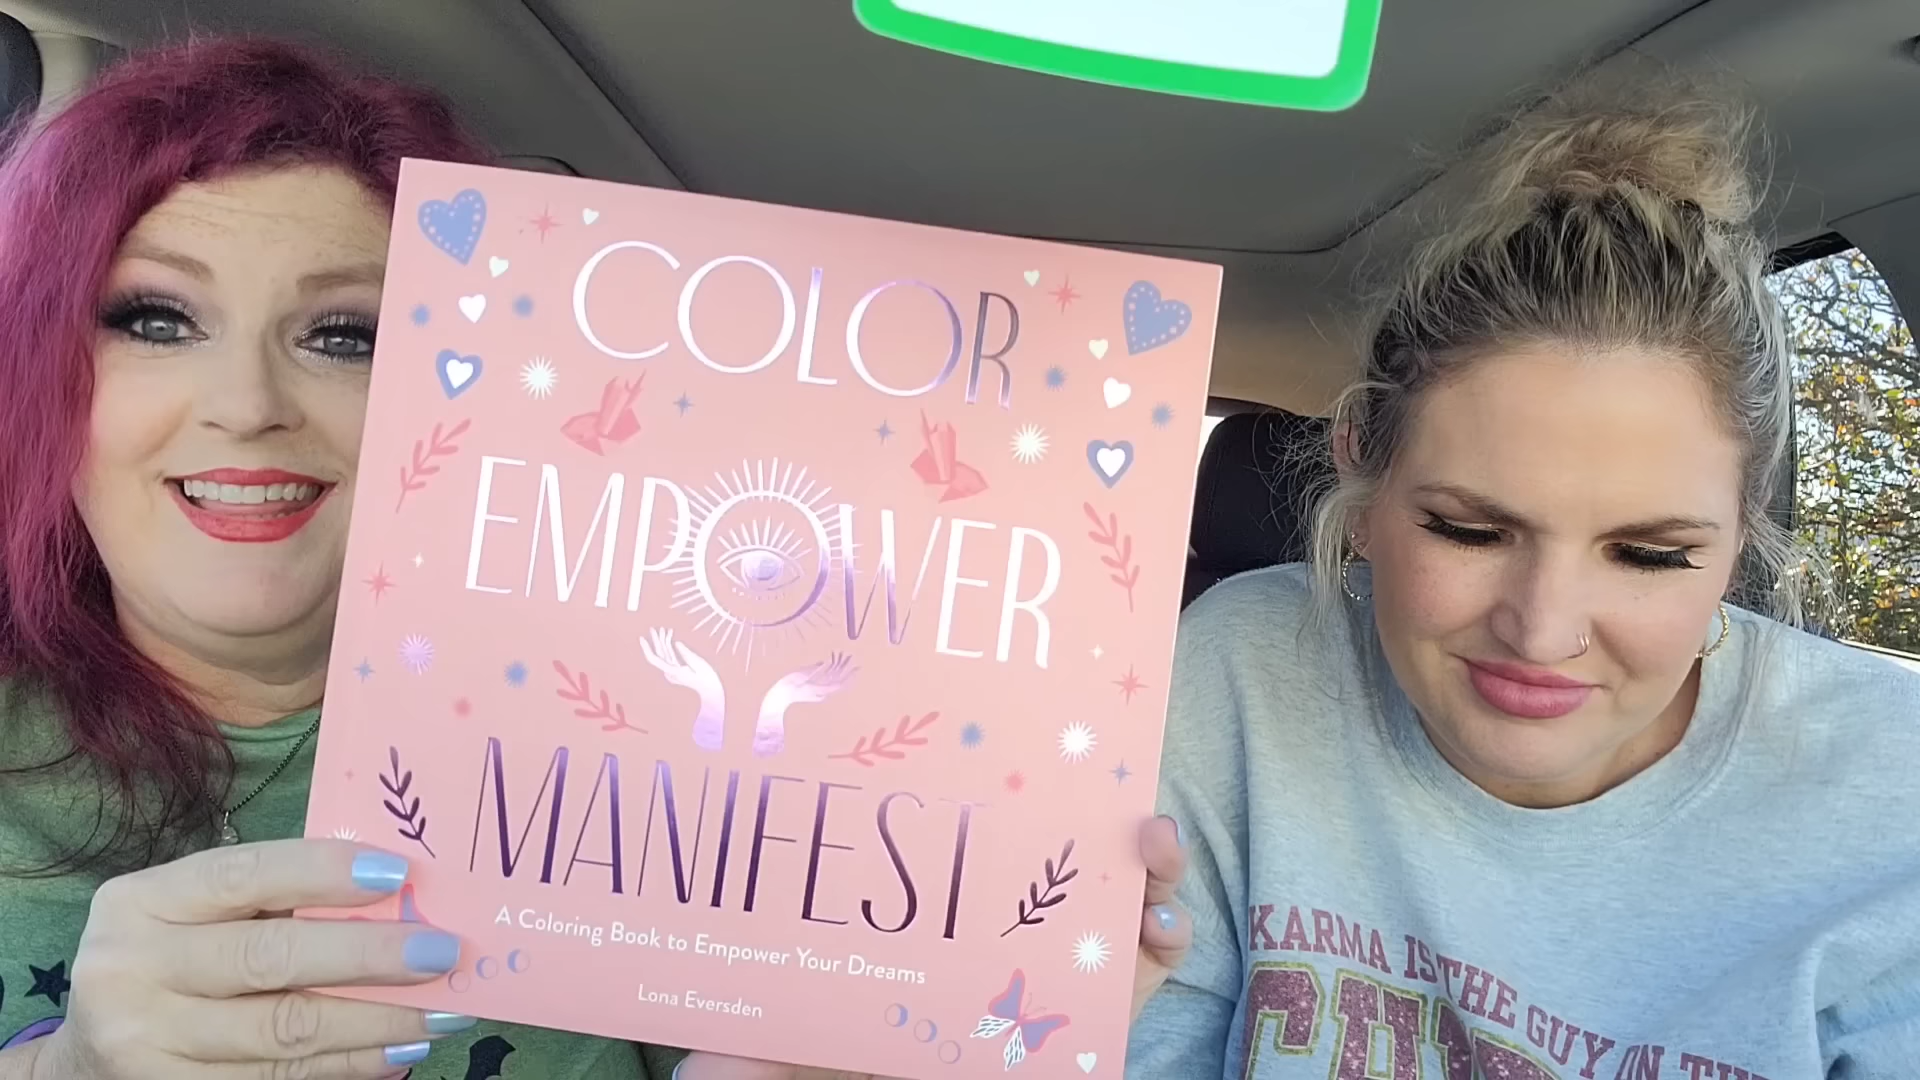 COLOR
EMPOWER
MANIFEST
A Coloring Book to Empower Your Dreams
Lona Eversden
KARMA IS THE GUY ON THE